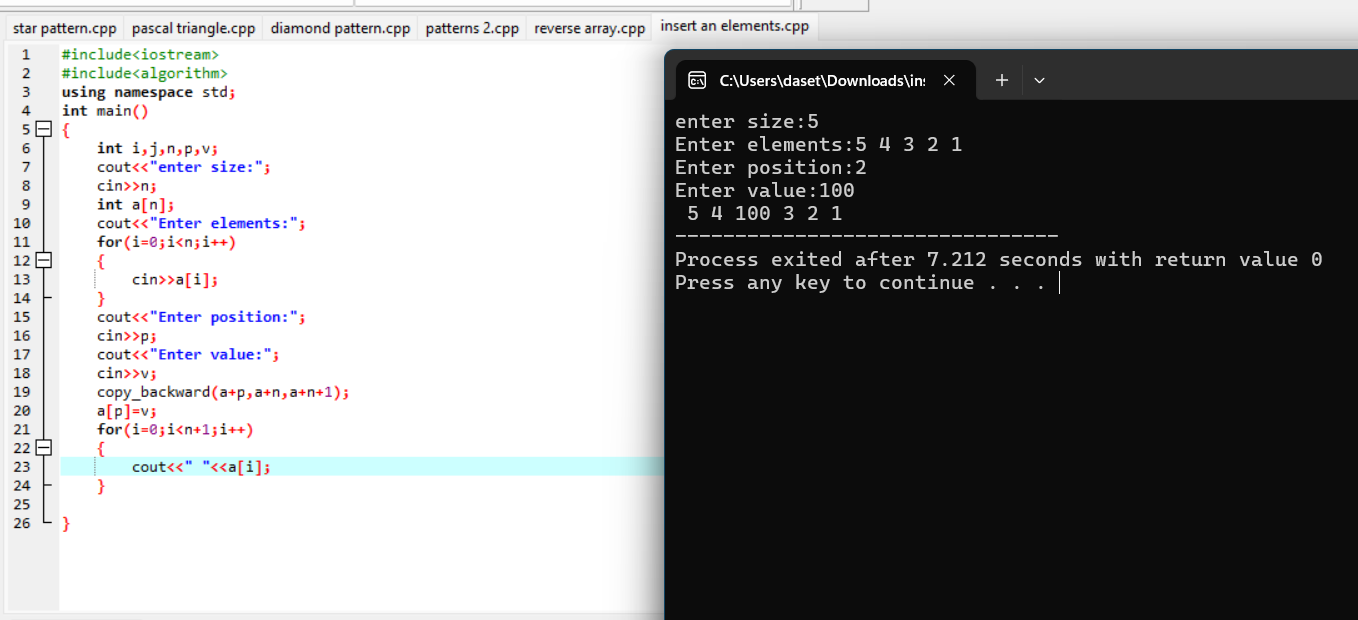 star pattern.cpp pascal triangle.cpp diamond pattern.cpp patterns 2.cpp reverse array.cpp insert an elements.cpp
1 #include<iostream>
2 #include<algorithm>
3 using namespace std;
4 int main()
5 {
6 int i,j,n,p,v;
7 cout<<"enter size:";
8 cin>>n;
9 int a[n];
10 cout<<"Enter elements:";
11 for(i=0;i<n;i++)
12 {
13 cin>>a[i];
14 }
15 cout<<"Enter position:";
16 cin>>p;
17 cout<<"Enter value:";
18 cin>>v;
19 copy_backward(a+p,a+n,a+n+1);
20 a[p]=v;
21 for(i=0;i<n+1;i++)
22 {
23 cout<<" "<<a[i];
24 }
25
26 }
C:\Users\daset\Downloads\in
enter size:5
Enter elements:5 4 3 2 1
Enter position:2
Enter value:100
5 4 100 3 2 1
--------------------------------
Process exited after 7.212 seconds with return value 0
Press any key to continue . . .